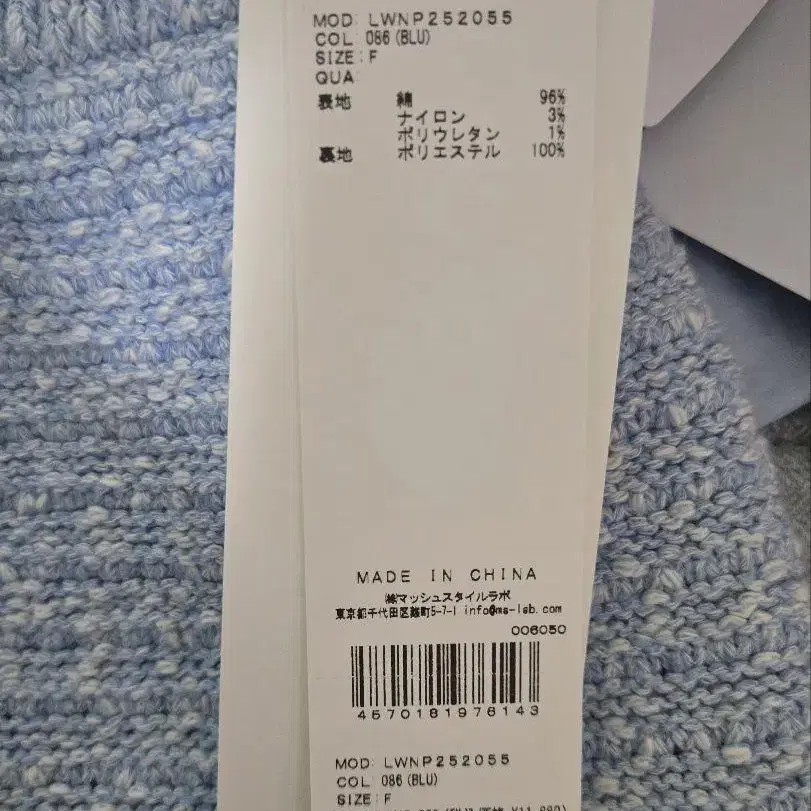 MOD: LWNP252055
COL: 086(BLU)
SIZE:F
QUA:
表地 綿 96%
ナイロン 3%
ポリウレタン 1%
裏地 ポリエステル 100%
MADE IN CHINA
㈱マッシュスタイルラボ
東京都千代田区麹町5-7-1 info@ms-lab.com
006050
4570181976143
MOD: LWNP252055
COL: 086(BLU)
SIZE:F